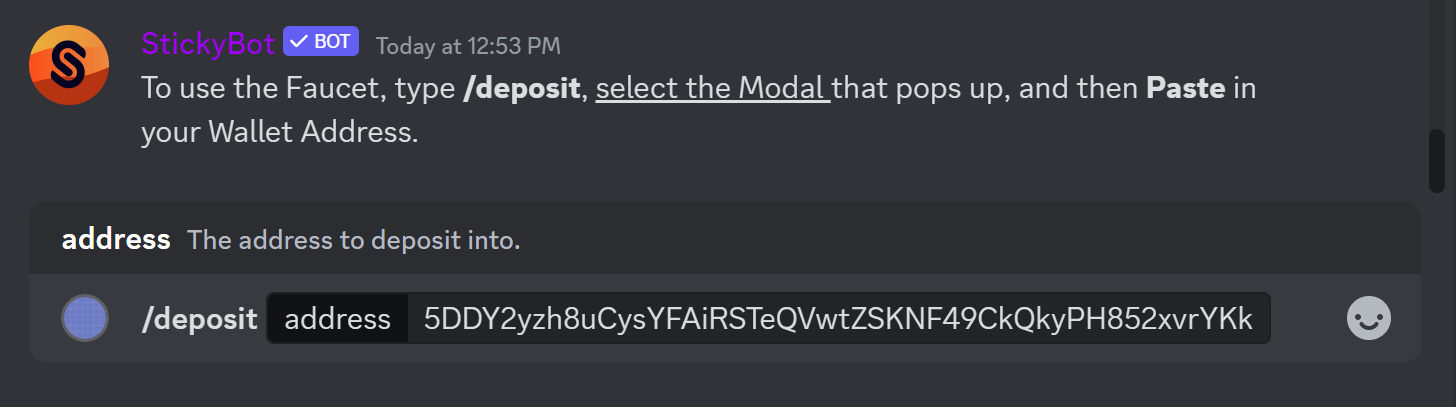 StickyBot BOT Today at 12:53 PM
To use the Faucet, type /deposit, select the Modal that pops up, and then Paste in
your Wallet Address.
address The address to deposit into.
/deposit address 5DDY2yzh8uCysYFAiRSTeQVwtZSKNF49CkQkyPH852xvrYKk